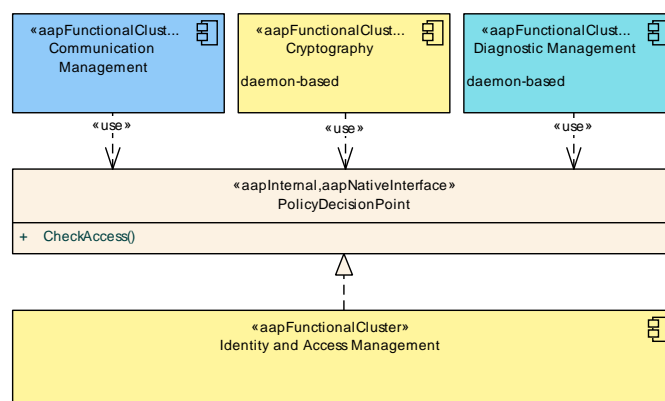 «aapFunctionalClust...
Communication
Management
«aapFunctionalClust...
Cryptography
daemon-based
«aapFunctionalClust...
Diagnostic Management
daemon-based
«use»
«use»
«use»
«aapInternal,aapNativeInterface»
PolicyDecisionPoint
+ CheckAccess()
«aapFunctionalCluster»
Identity and Access Management